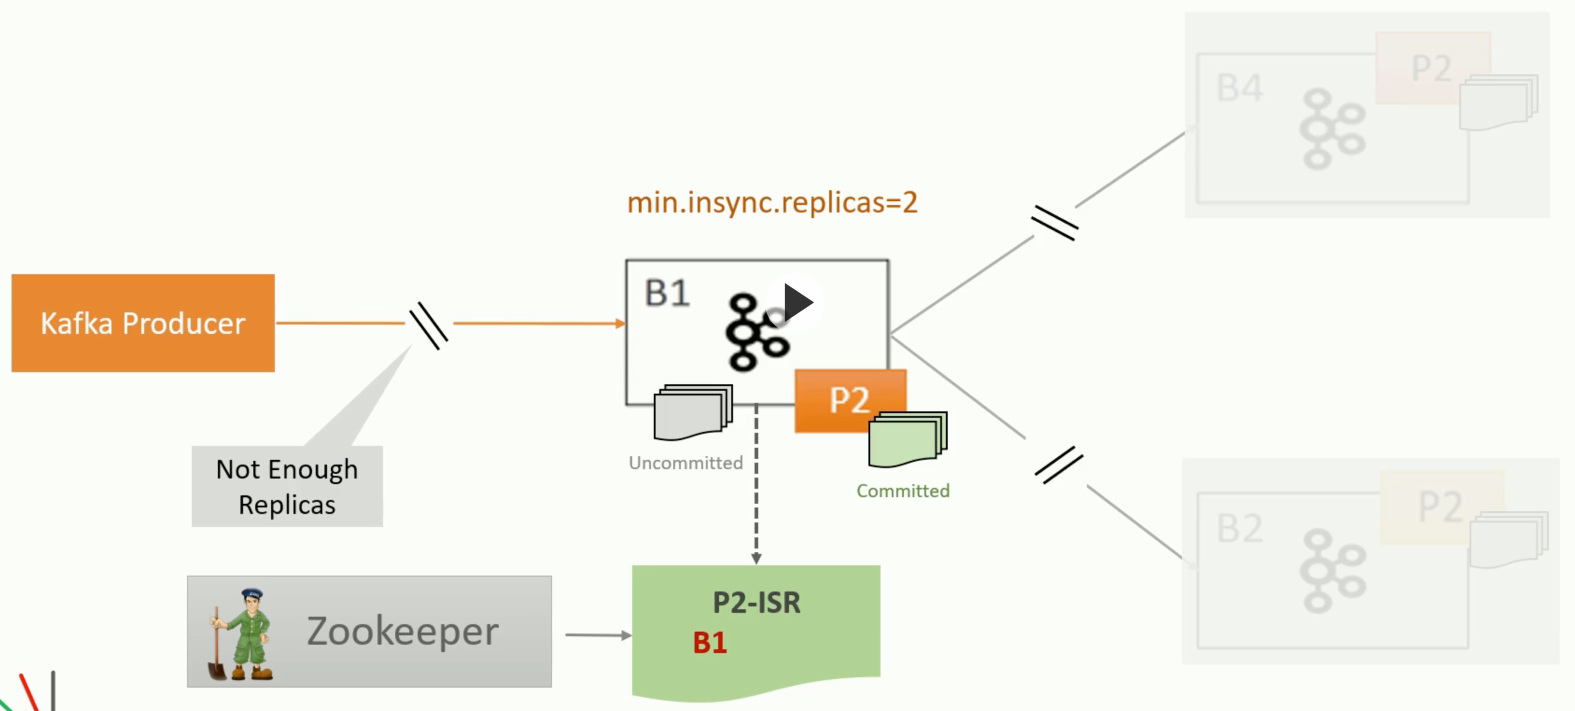 B4
P2
min.insync.replicas=2
B1
Kafka Producer
P2
Uncommitted
Committed
Not Enough
Replicas
P2
B2
P2-ISR
Zookeeper
B1